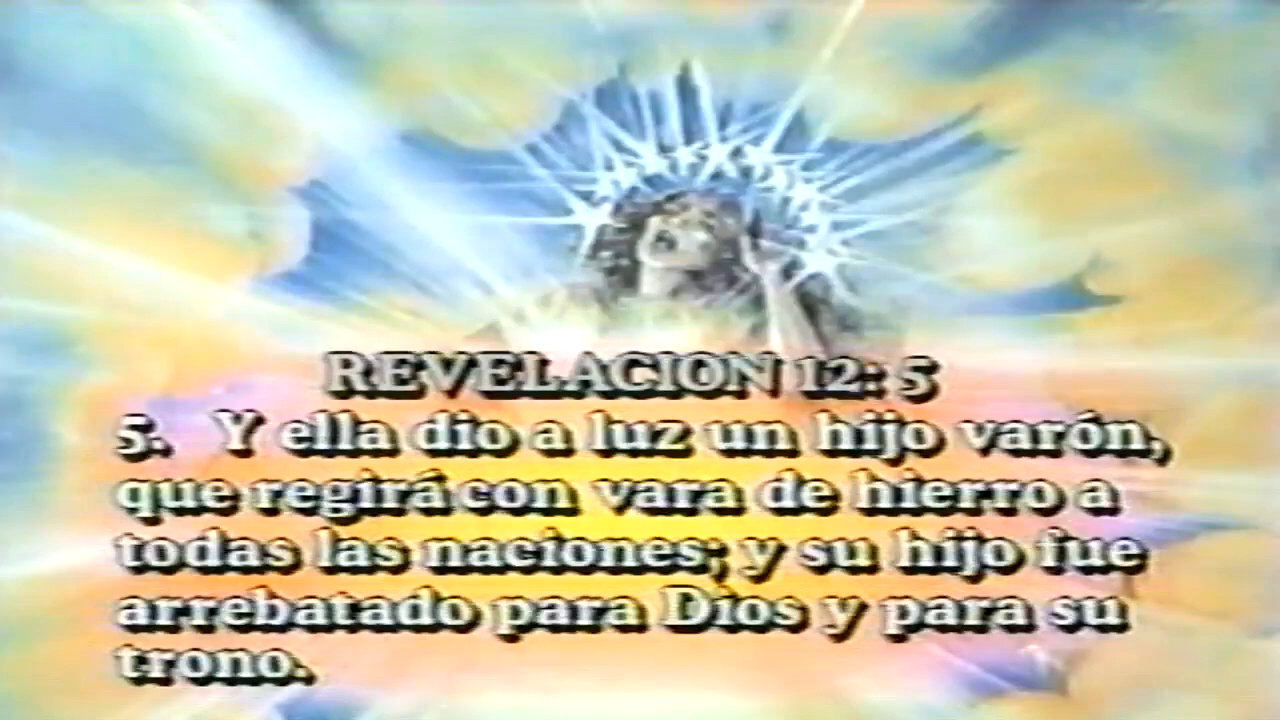 REVELACION 12: 5
5. Y ella dio a luz un hijo varón,
que regirá con vara de hierro a
todas las naciones; y su hijo fue
arrebatado para Dios y para su
trono.